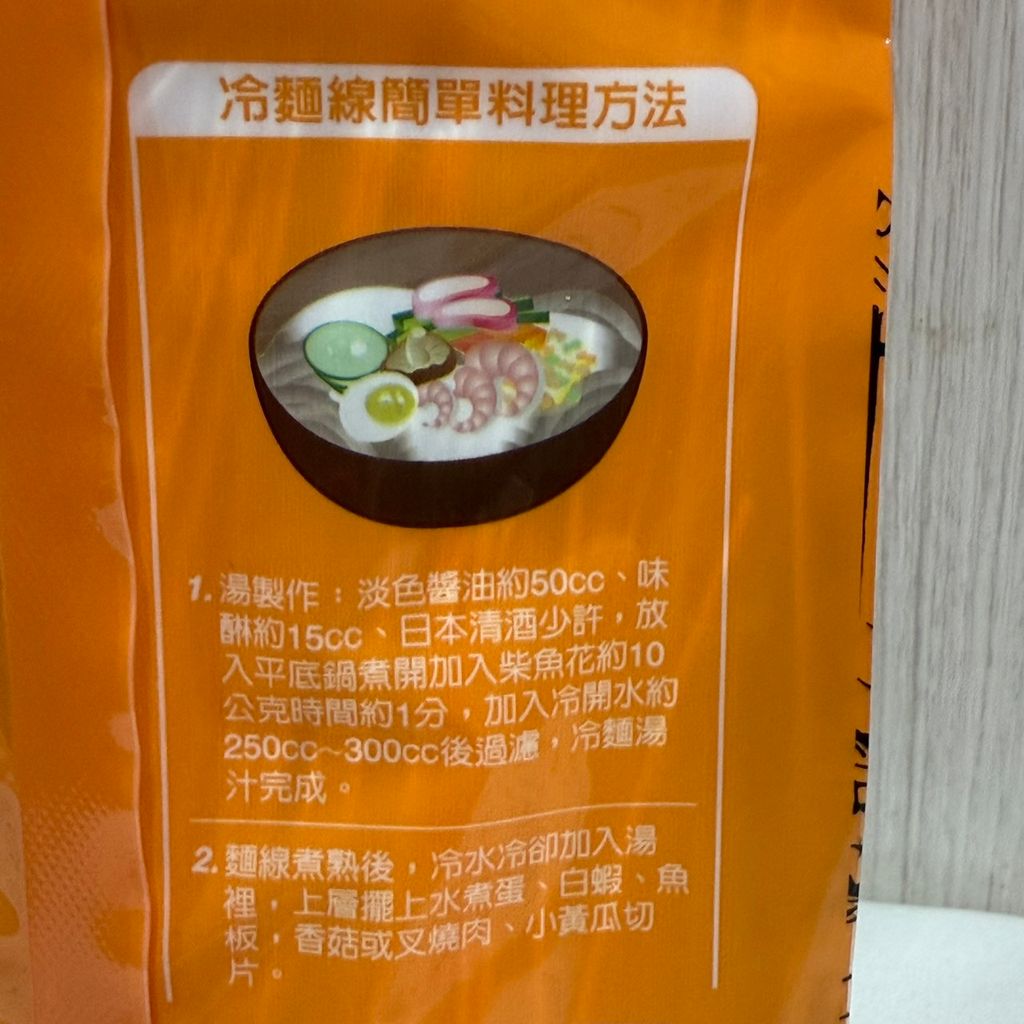 冷麵線簡單料理方法
1. 湯製作：淡色醬油約50cc、味
醂約15cc、日本清酒少許，放
入平底鍋煮開加入柴魚花約10
公克時間約1分，加入冷開水約
250cc~300cc後過濾，冷麵湯
汁完成。
2. 麵線煮熟後，冷水冷卻加入湯
裡，上層擺上水煮蛋、白蝦、魚
板，香菇或叉燒肉、小黃瓜切
片。